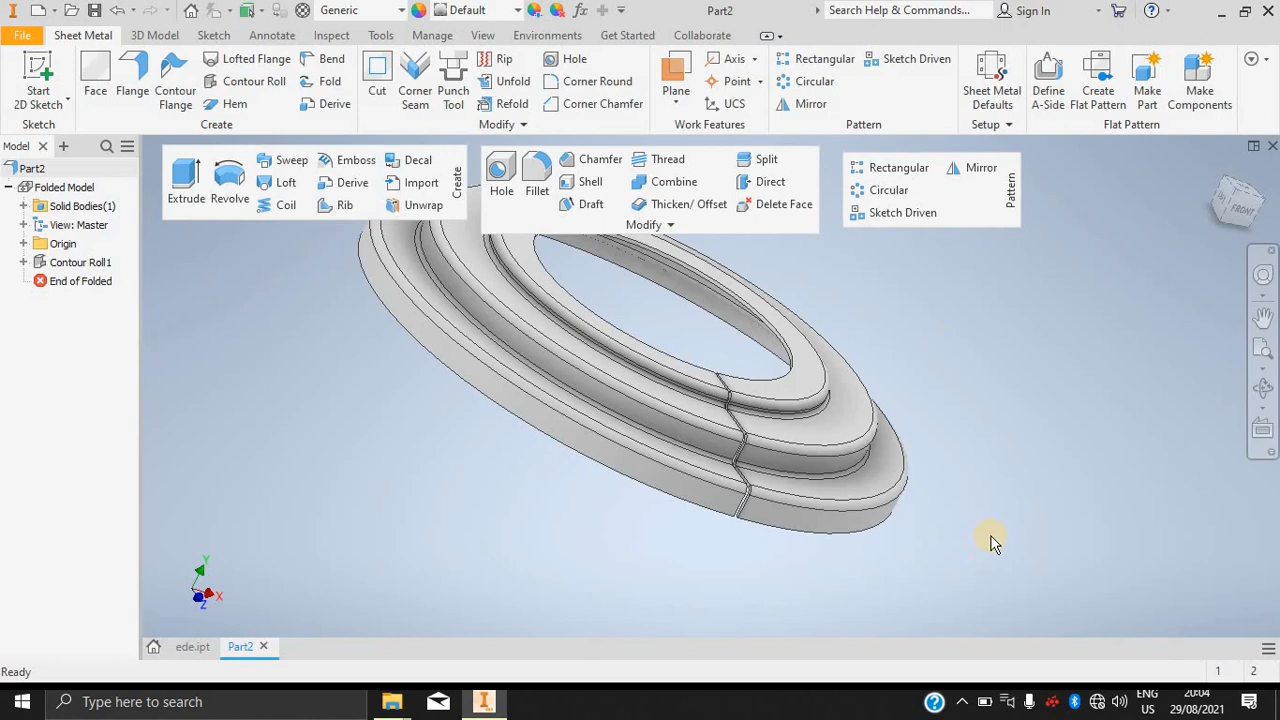 Generic
Default
Part2
Search Help & Commands...
Sign In
File
Sheet Metal
3D Model
Sketch
Annotate
Inspect
Tools
Manage
View
Environments
Get Started
Collaborate
Start
2D Sketch
Face
Flange
Contour
Flange
Lofted Flange
Contour Roll
Hem
Bend
Fold
Derive
Cut
Corner
Seam
Punch
Tool
Rip
Unfold
Refold
Hole
Corner Round
Corner Chamfer
Plane
Axis
Point
UCS
Rectangular
Circular
Mirror
Sketch Driven
Sheet Metal
Defaults
Define
A-Side
Create
Flat Pattern
Make
Part
Make
Components
Sketch
Create
Modify
Work Features
Pattern
Setup
Flat Pattern
Model
Part2
Folded Model
Solid Bodies(1)
View: Master
Origin
Contour Roll1
End of Folded
Extrude
Revolve
Sweep
Loft
Coil
Emboss
Derive
Rib
Decal
Import
Unwrap
Create
Hole
Fillet
Chamfer
Shell
Draft
Thread
Combine
Thicken/ Offset
Split
Direct
Delete Face
Modify
Rectangular
Circular
Sketch Driven
Mirror
Pattern
FRONT
Y
X
Z
ede.ipt
Part2
Ready
1
2
Type here to search
ENG
US
20:04
29/08/2021